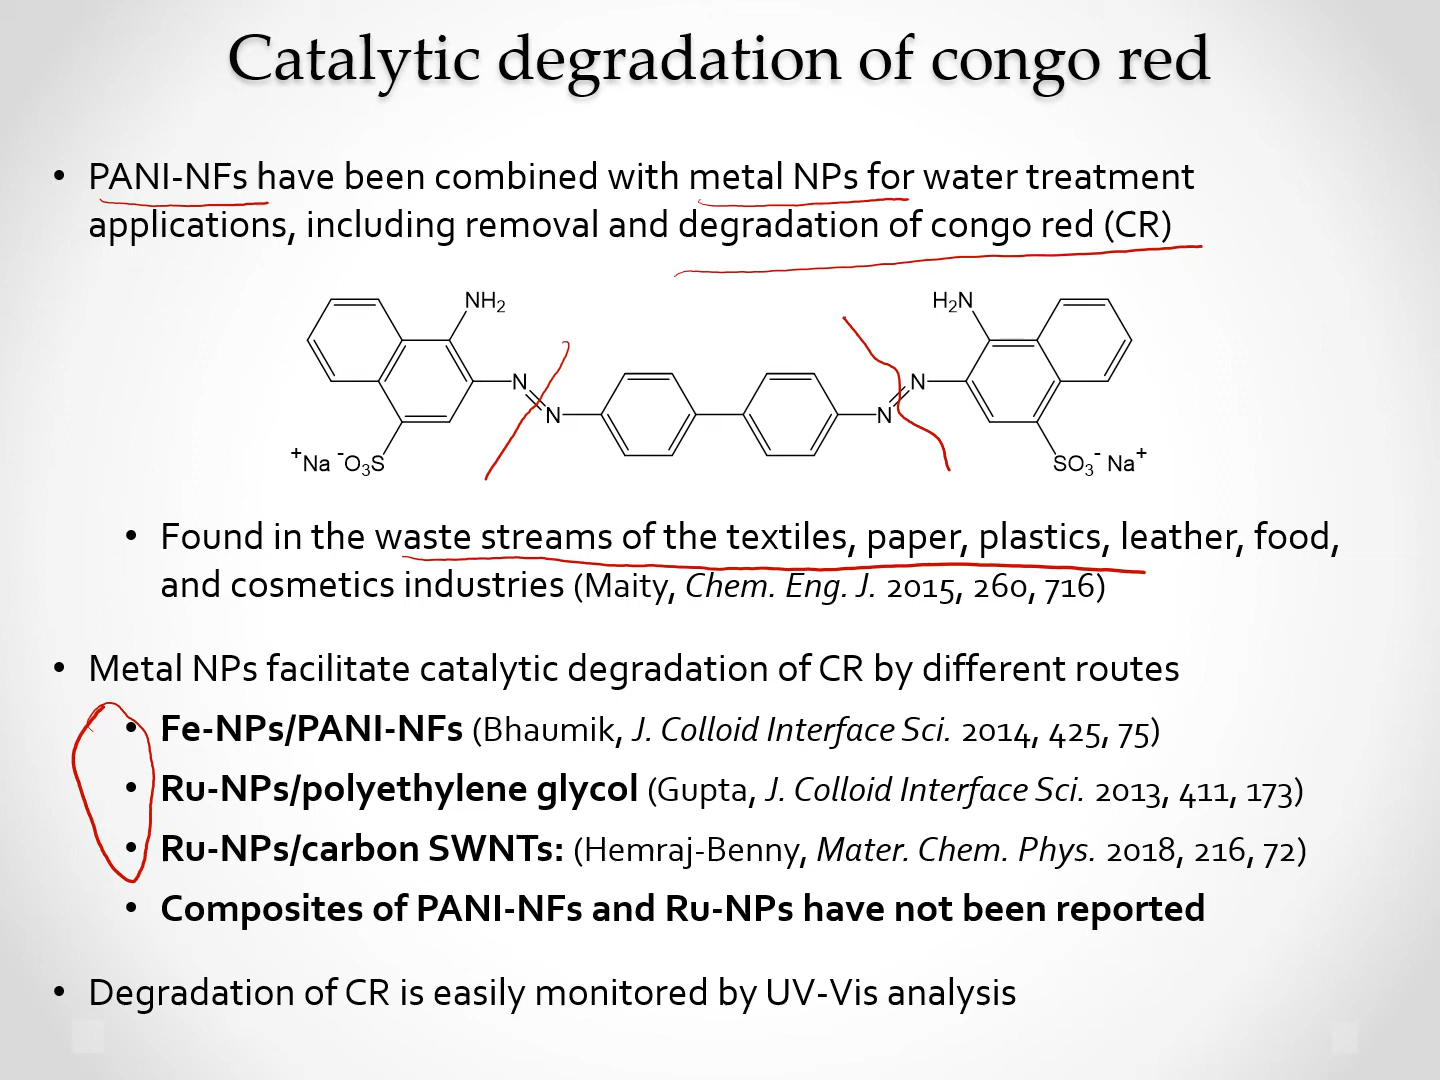 Catalytic degradation of congo red
• PANI-NFs have been combined with metal NPs for water treatment
applications, including removal and degradation of congo red (CR)
NH₂ H₂N
N N
N N
⁺Na ⁻O₃S SO₃⁻ Na⁺
• Found in the waste streams of the textiles, paper, plastics, leather, food,
and cosmetics industries (Maity, Chem. Eng. J. 2015, 260, 716)
• Metal NPs facilitate catalytic degradation of CR by different routes
• Fe-NPs/PANI-NFs (Bhaumik, J. Colloid Interface Sci. 2014, 425, 75)
• Ru-NPs/polyethylene glycol (Gupta, J. Colloid Interface Sci. 2013, 411, 173)
• Ru-NPs/carbon SWNTs: (Hemraj-Benny, Mater. Chem. Phys. 2018, 216, 72)
• Composites of PANI-NFs and Ru-NPs have not been reported
• Degradation of CR is easily monitored by UV-Vis analysis